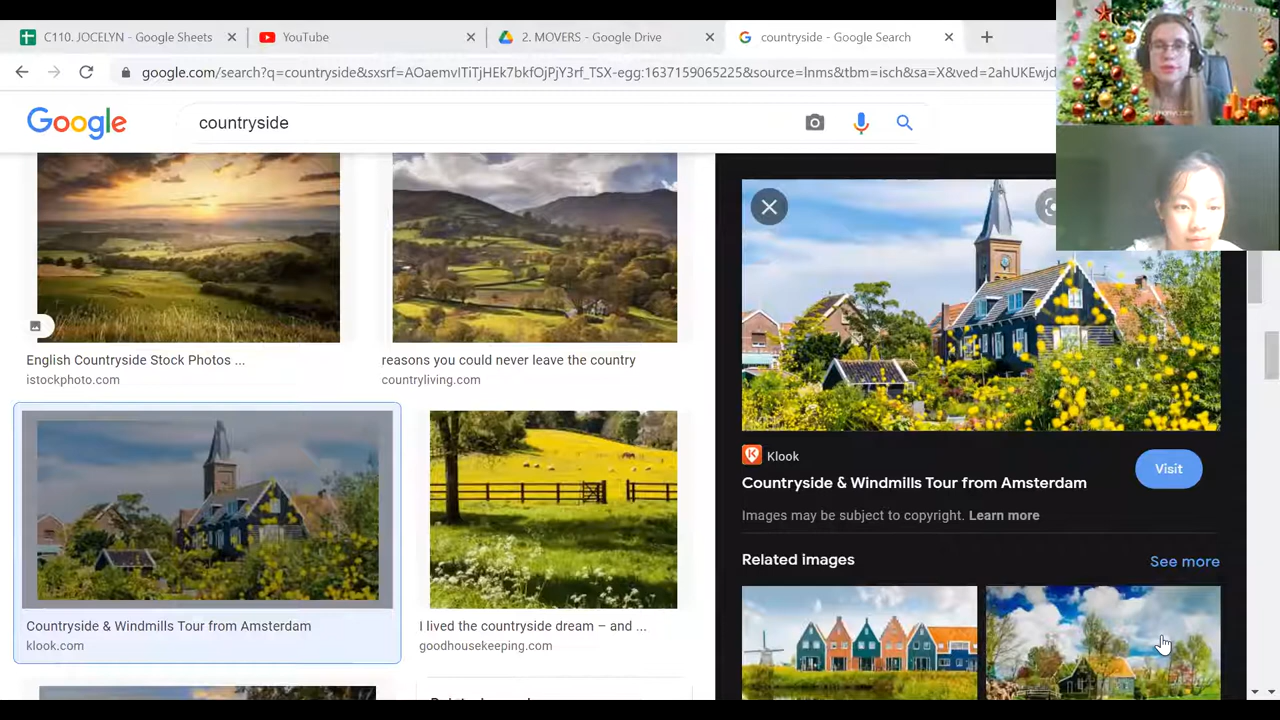 C110. JOCELYN - Google Sheets
YouTube
2. MOVERS - Google Drive
countryside - Google Search
google.com/search?q=countryside&sxsrf=AOaemvITiTjHEk7bkfOjPjY3rf_TSX-egg:1637159065225&source=lnms&tbm=isch&sa=X&ved=2ahUKEwjd
Google
countryside
English Countryside Stock Photos ...
istockphoto.com
reasons you could never leave the country
countryliving.com
Countryside & Windmills Tour from Amsterdam
klook.com
I lived the countryside dream – and ...
goodhousekeeping.com
Klook
Visit
Countryside & Windmills Tour from Amsterdam
Images may be subject to copyright. Learn more
Related images
See more